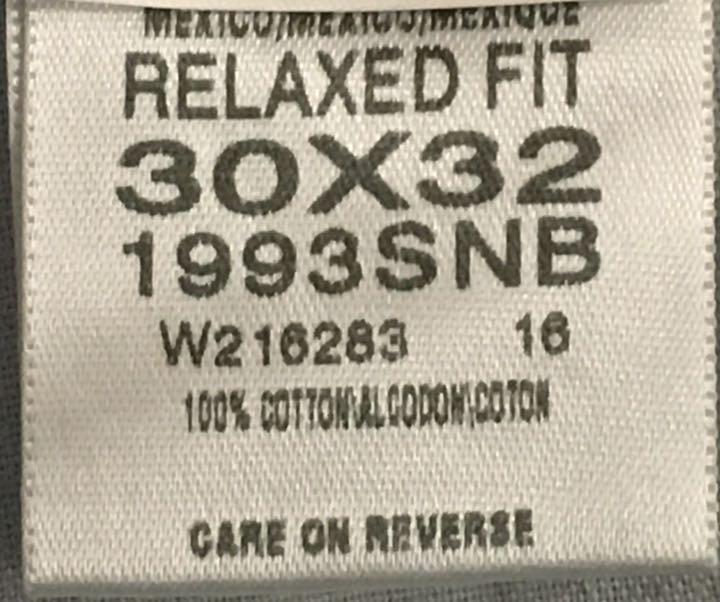 MEXICO/MEXICO/MEXIQUE
RELAXED FIT
30X32
1993SNB
W216283 16
100% COTTON\ALGODON\COTON
CARE ON REVERSE